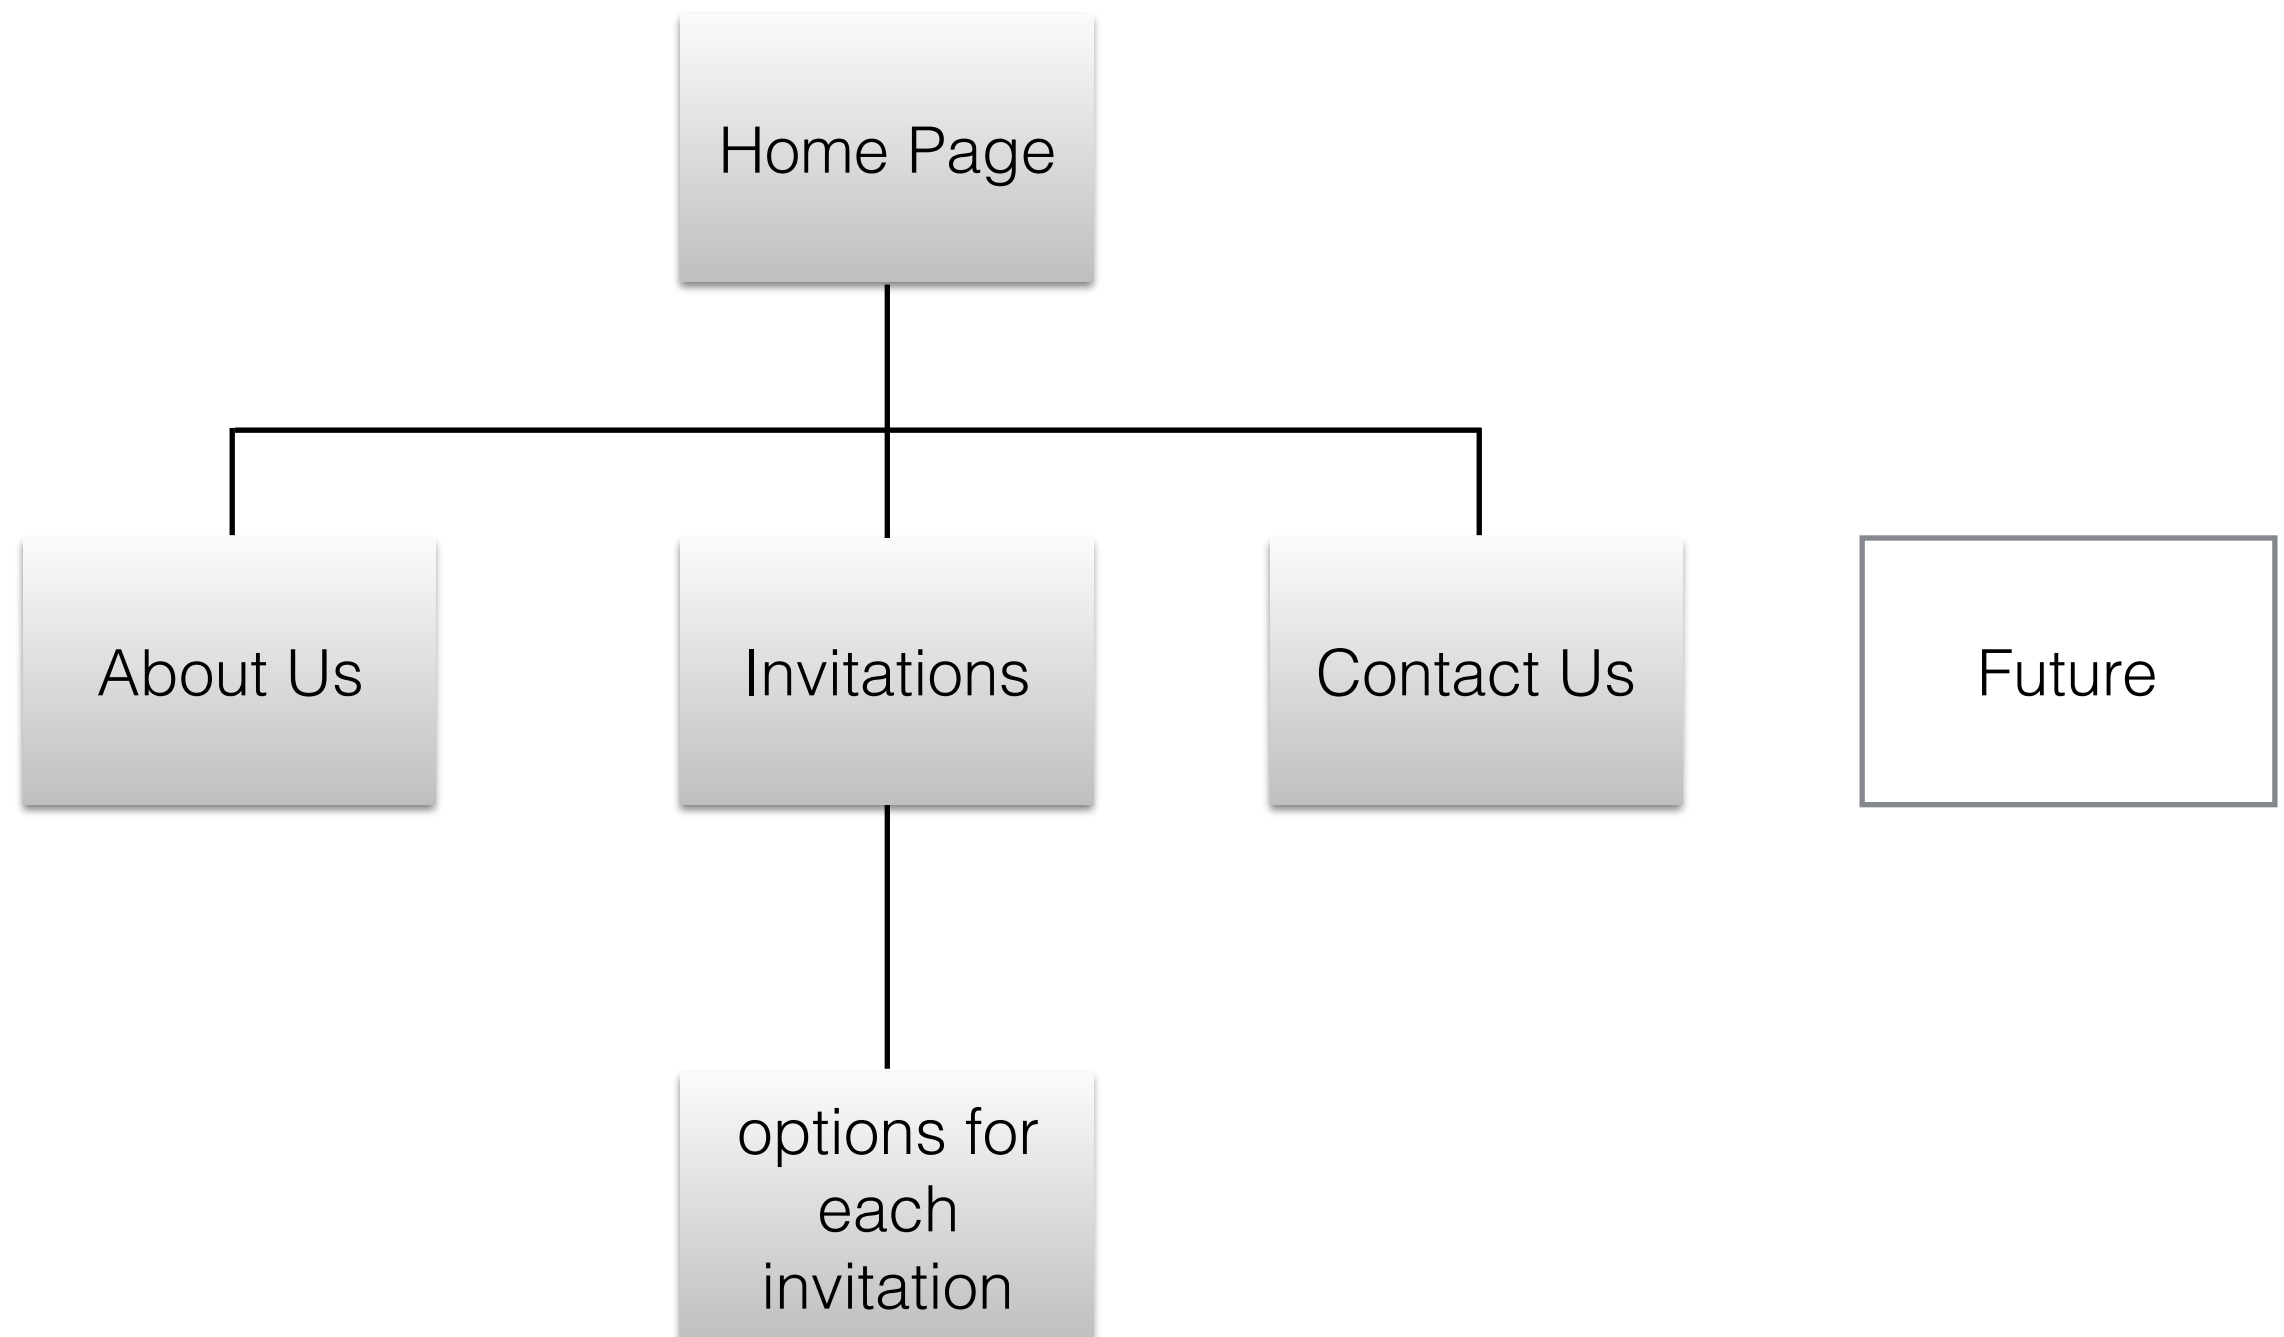 Home Page
About Us
Invitations
Contact Us
Future
options for
each
invitation